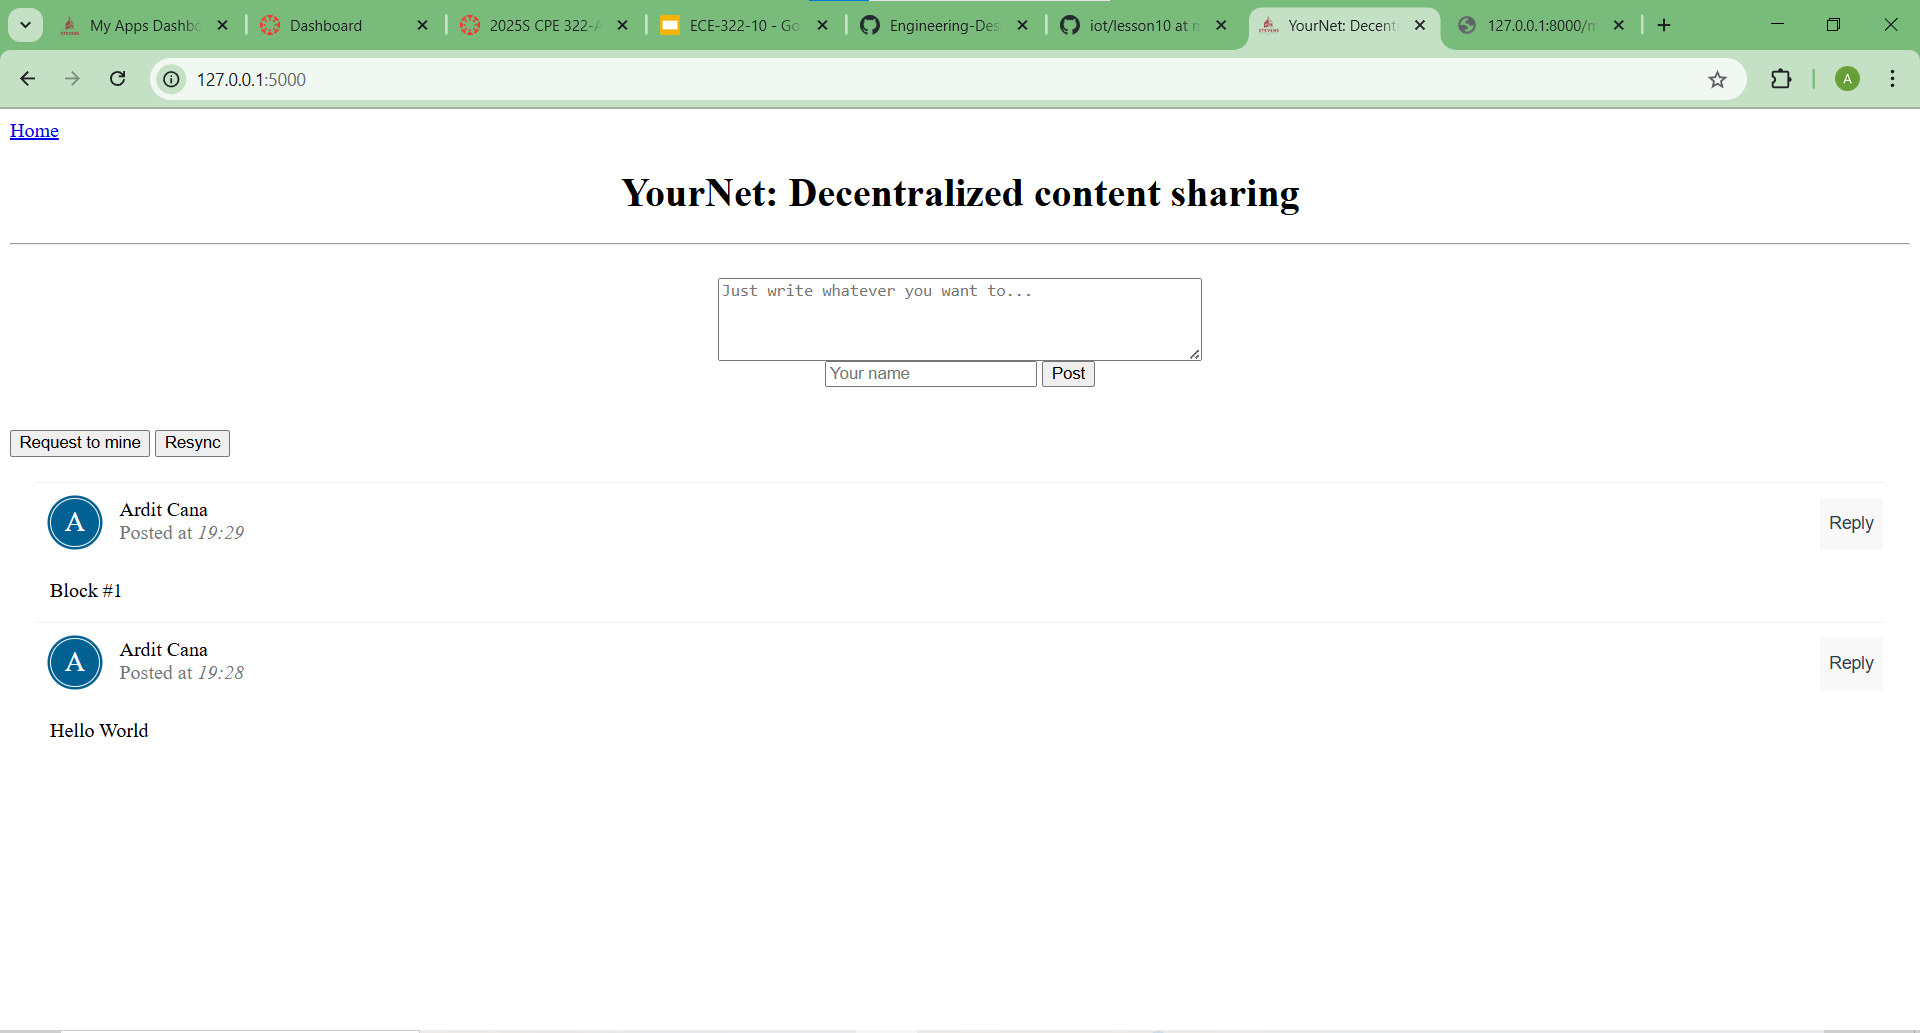 My Apps Dashbo
Dashboard
2025S CPE 322-A
ECE-322-10 - Go
Engineering-Des
iot/lesson10 at m
YourNet: Decent
127.0.0.1:8000/m
127.0.0.1:5000
A
Home
YourNet: Decentralized content sharing
Just write whatever you want to...
Your name
Post
Request to mine
Resync
A
Ardit Cana
Posted at 19:29
Reply
Block #1
A
Ardit Cana
Posted at 19:28
Reply
Hello World